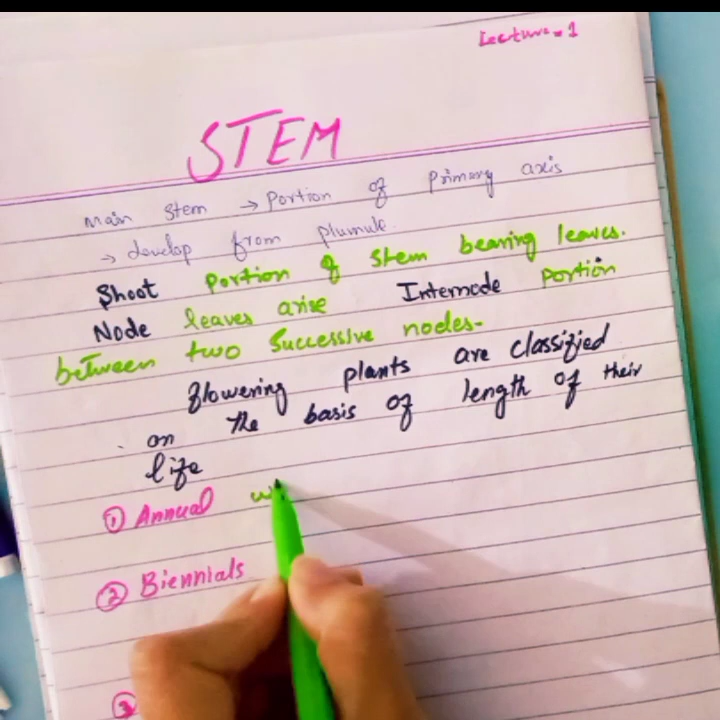 Lecture. 1
STEM
Main Stem → Portion of Primary axis
→ develop from plumule.
Shoot Portion of Stem bearing leaves.
Node leaves arise Internode Portion
between two Successive nodes-
flowering plants are classified
on the basis of length of their
life
① Annual
② Biennials
③